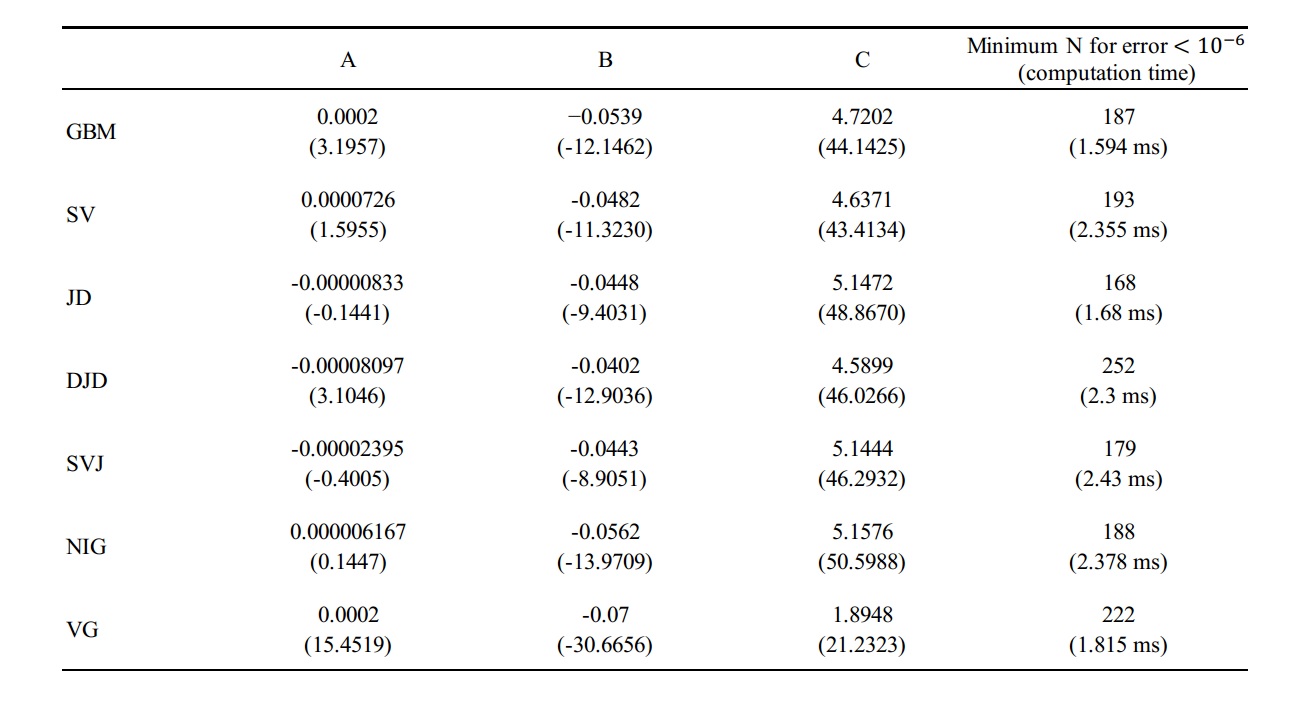 A B C Minimum N for error < 10⁻⁶
(computation time)
GBM 0.0002 −0.0539 4.7202 187
(3.1957) (-12.1462) (44.1425) (1.594 ms)
SV 0.0000726 -0.0482 4.6371 193
(1.5955) (-11.3230) (43.4134) (2.355 ms)
JD -0.00000833 -0.0448 5.1472 168
(-0.1441) (-9.4031) (48.8670) (1.68 ms)
DJD -0.00008097 -0.0402 4.5899 252
(3.1046) (-12.9036) (46.0266) (2.3 ms)
SVJ -0.00002395 -0.0443 5.1444 179
(-0.4005) (-8.9051) (46.2932) (2.43 ms)
NIG 0.000006167 -0.0562 5.1576 188
(0.1447) (-13.9709) (50.5988) (2.378 ms)
VG 0.0002 -0.07 1.8948 222
(15.4519) (-30.6656) (21.2323) (1.815 ms)